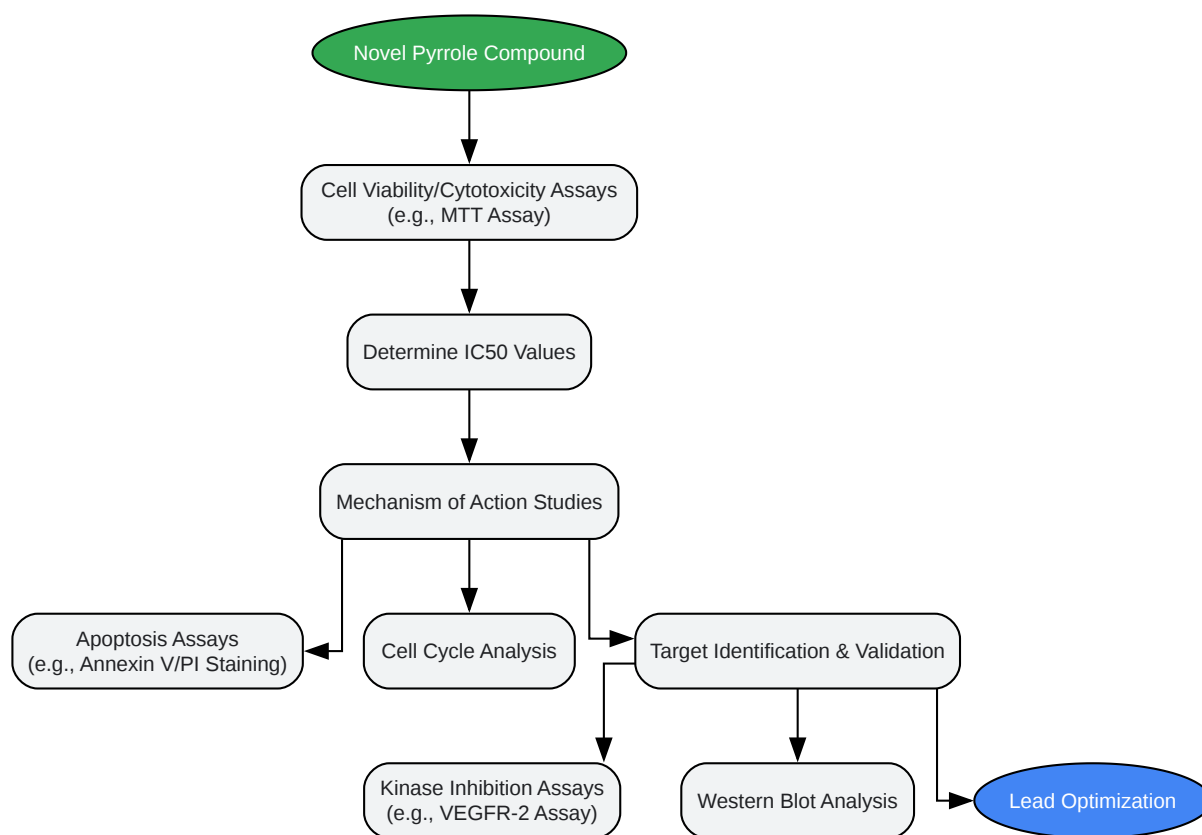 Novel Pyrrole Compound
Cell Viability/Cytotoxicity Assays
(e.g., MTT Assay)
Determine IC50 Values
Mechanism of Action Studies
Apoptosis Assays
(e.g., Annexin V/PI Staining)
Cell Cycle Analysis
Target Identification & Validation
Kinase Inhibition Assays
(e.g., VEGFR-2 Assay)
Western Blot Analysis
Lead Optimization